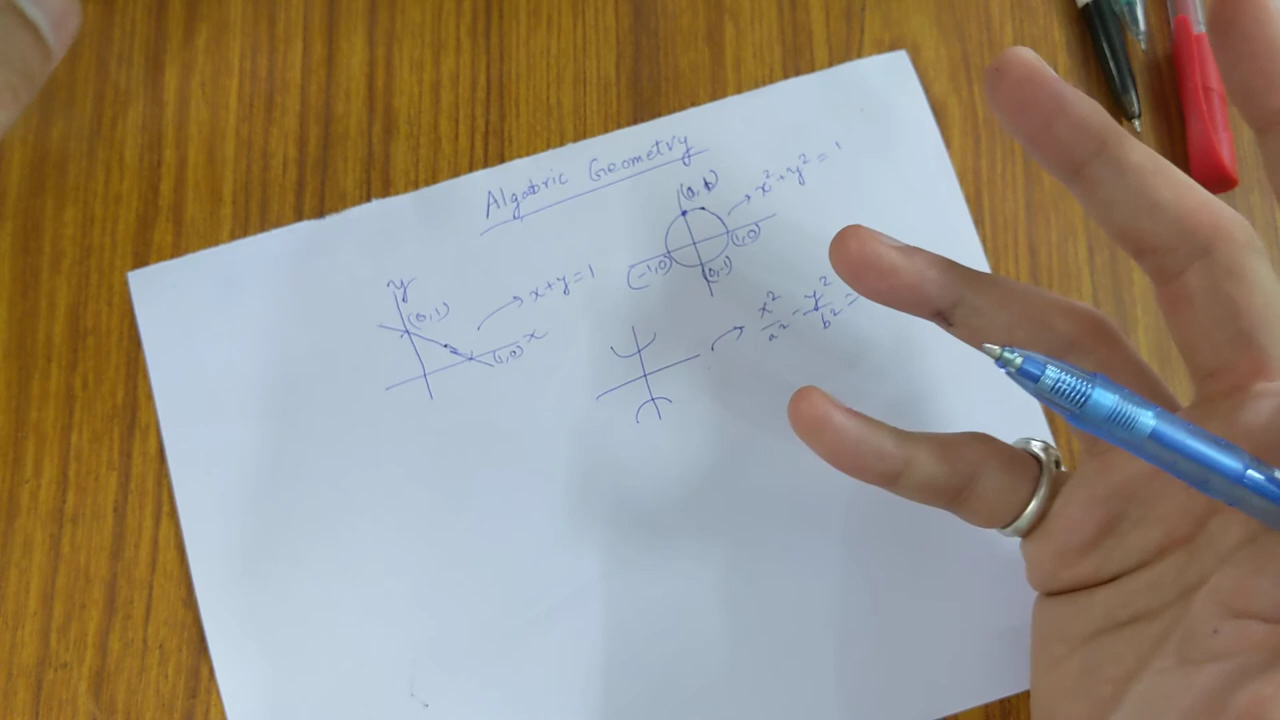 Algabric Geometry
y
(0,1)
x+y=1
x
(1,0)
(0,1)
x²+y²=1
(-1,0)
(1,0)
(0,-1)
x²/a² - y²/b² =